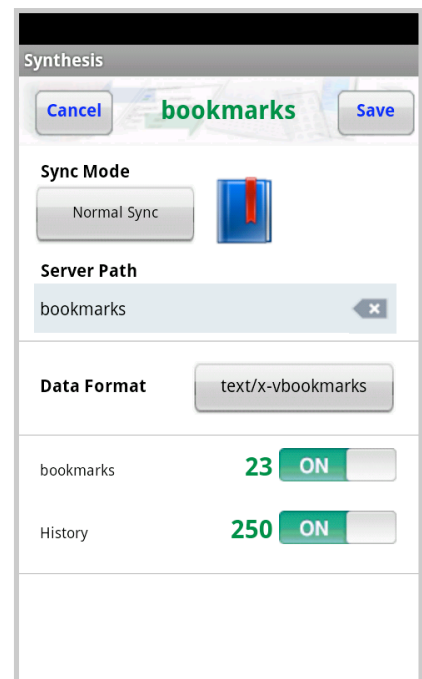 Synthesis
Cancel bookmarks Save
Sync Mode
Normal Sync
Server Path
bookmarks
Data Format text/x-vbookmarks
bookmarks 23 ON
History 250 ON